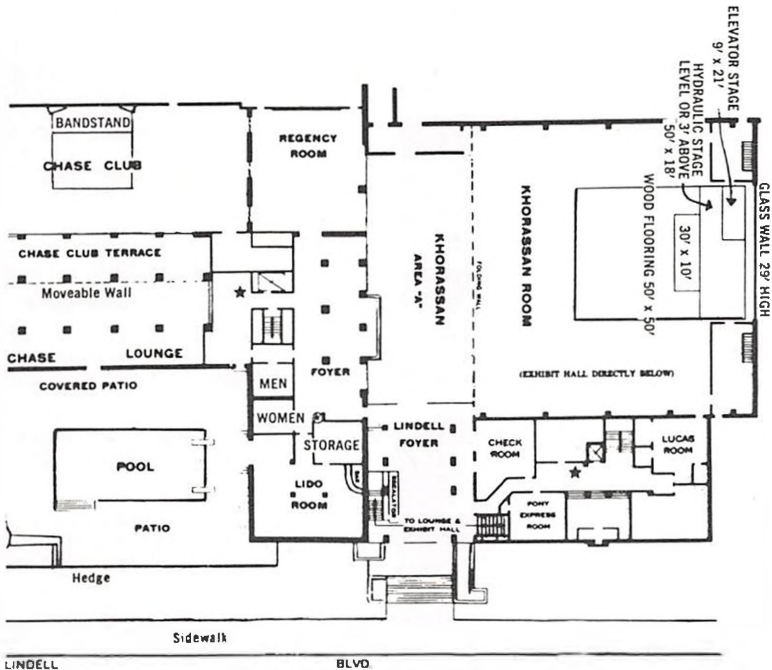 BANDSTAND
CHASE CLUB
REGENCY
ROOM
ELEVATOR STAGE
9' x 21'
HYDRAULIC STAGE
LEVEL OR 3' ABOVE
50' x 18'
GLASS WALL 29' HIGH
WOOD FLOORING 50' x 50'
30' x 10'
KHORASSAN ROOM
FOLDING WALL
KHORASSAN
AREA "A"
CHASE CLUB TERRACE
Moveable Wall
CHASE
LOUNGE
COVERED PATIO
MEN
FOYER
WOMEN
STORAGE
(EXHIBIT HALL DIRECTLY BELOW)
LINDELL
FOYER
CHECK
ROOM
LUCAS
ROOM
POOL
BAR
LIDO
ROOM
ESCALATOR
PONY
EXPRESS
ROOM
TO LOUNGE &
EXHIBIT HALL
PATIO
Hedge
Sidewalk
LINDELL BLVD